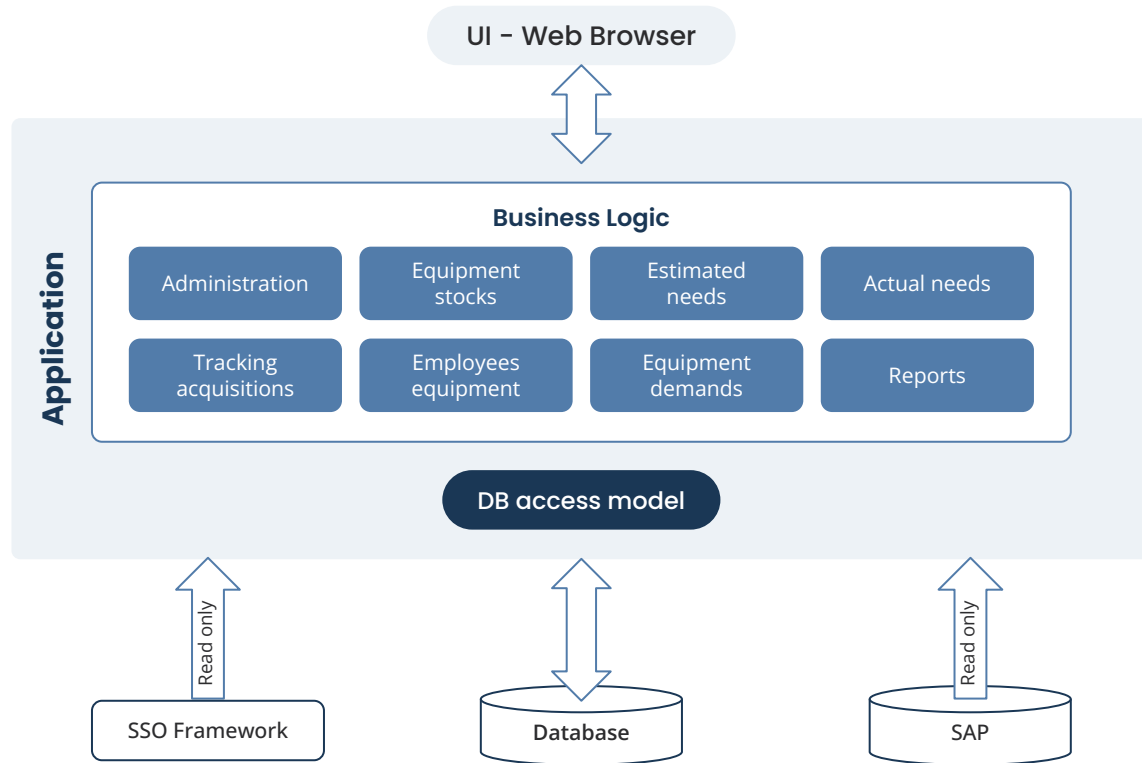 UI - Web Browser
Application
Business Logic
Administration
Equipment
stocks
Estimated
needs
Actual needs
Tracking
acquisitions
Employees
equipment
Equipment
demands
Reports
DB access model
Read only
Read only
SSO Framework
Database
SAP